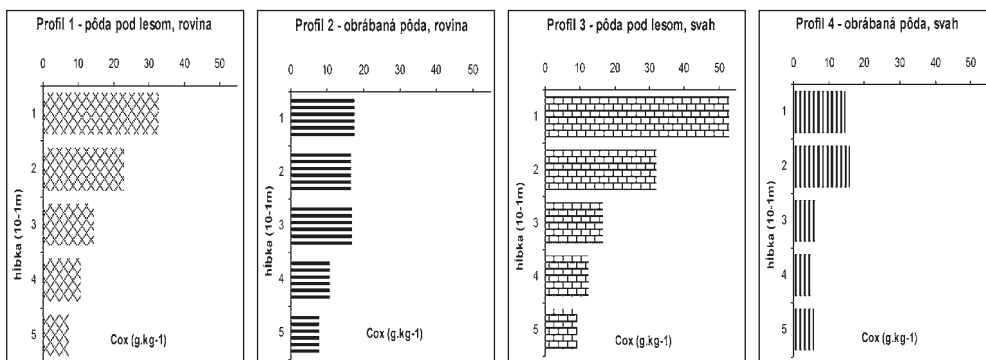 Profil 1 - pôda pod lesom, rovina
0 10 20 30 40 50
1
2
3
4
5
hĺbka (10-1m)
Cox (g.kg-1)
Profil 2 - obrábaná pôda, rovina
0 10 20 30 40 50
1
2
3
4
5
hĺbka (10-1m)
Cox (g.kg-1)
Profil 3 - pôda pod lesom, svah
0 10 20 30 40 50
1
2
3
4
5
hĺbka (10-1m)
Cox (g.kg-1)
Profil 4 - obrábaná pôda, svah
0 10 20 30 40 50
1
2
3
4
5
hĺbka (10-1m)
Cox (g.kg-1)